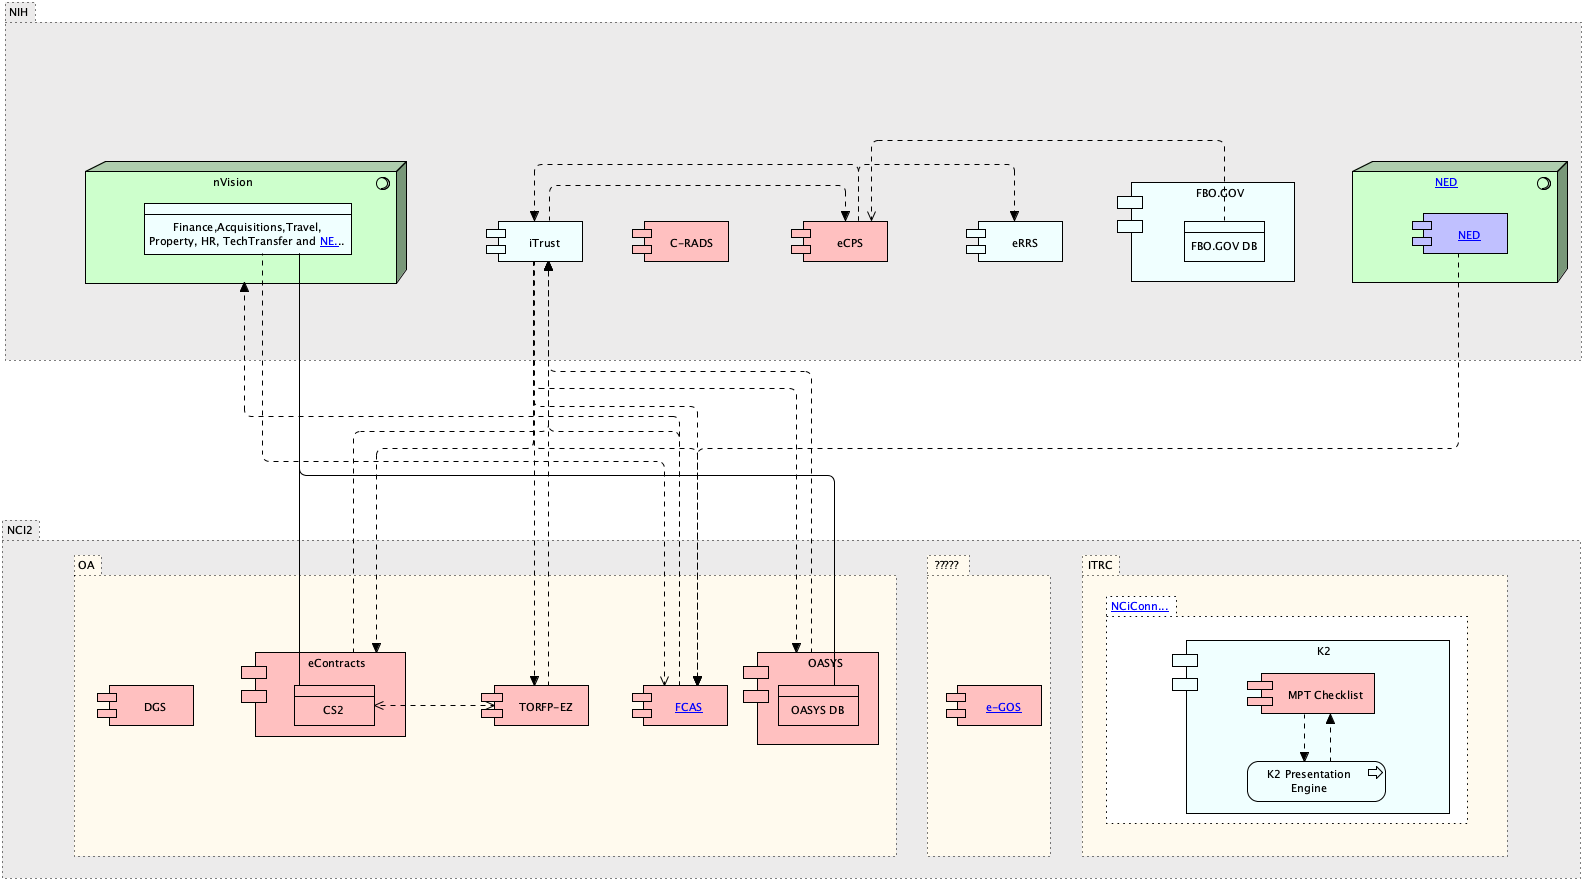 NIH
nVision
Finance,Acquisitions,Travel,
Property, HR, TechTransfer and NE...
iTrust
C-RADS
eCPS
eRRS
FBO.GOV
FBO.GOV DB
NED
NED
NCI2
OA
?????
ITRC
NCiConn...
DGS
eContracts
CS2
TORFP-EZ
FCAS
OASYS
OASYS DB
e-GOS
K2
MPT Checklist
K2 Presentation
Engine